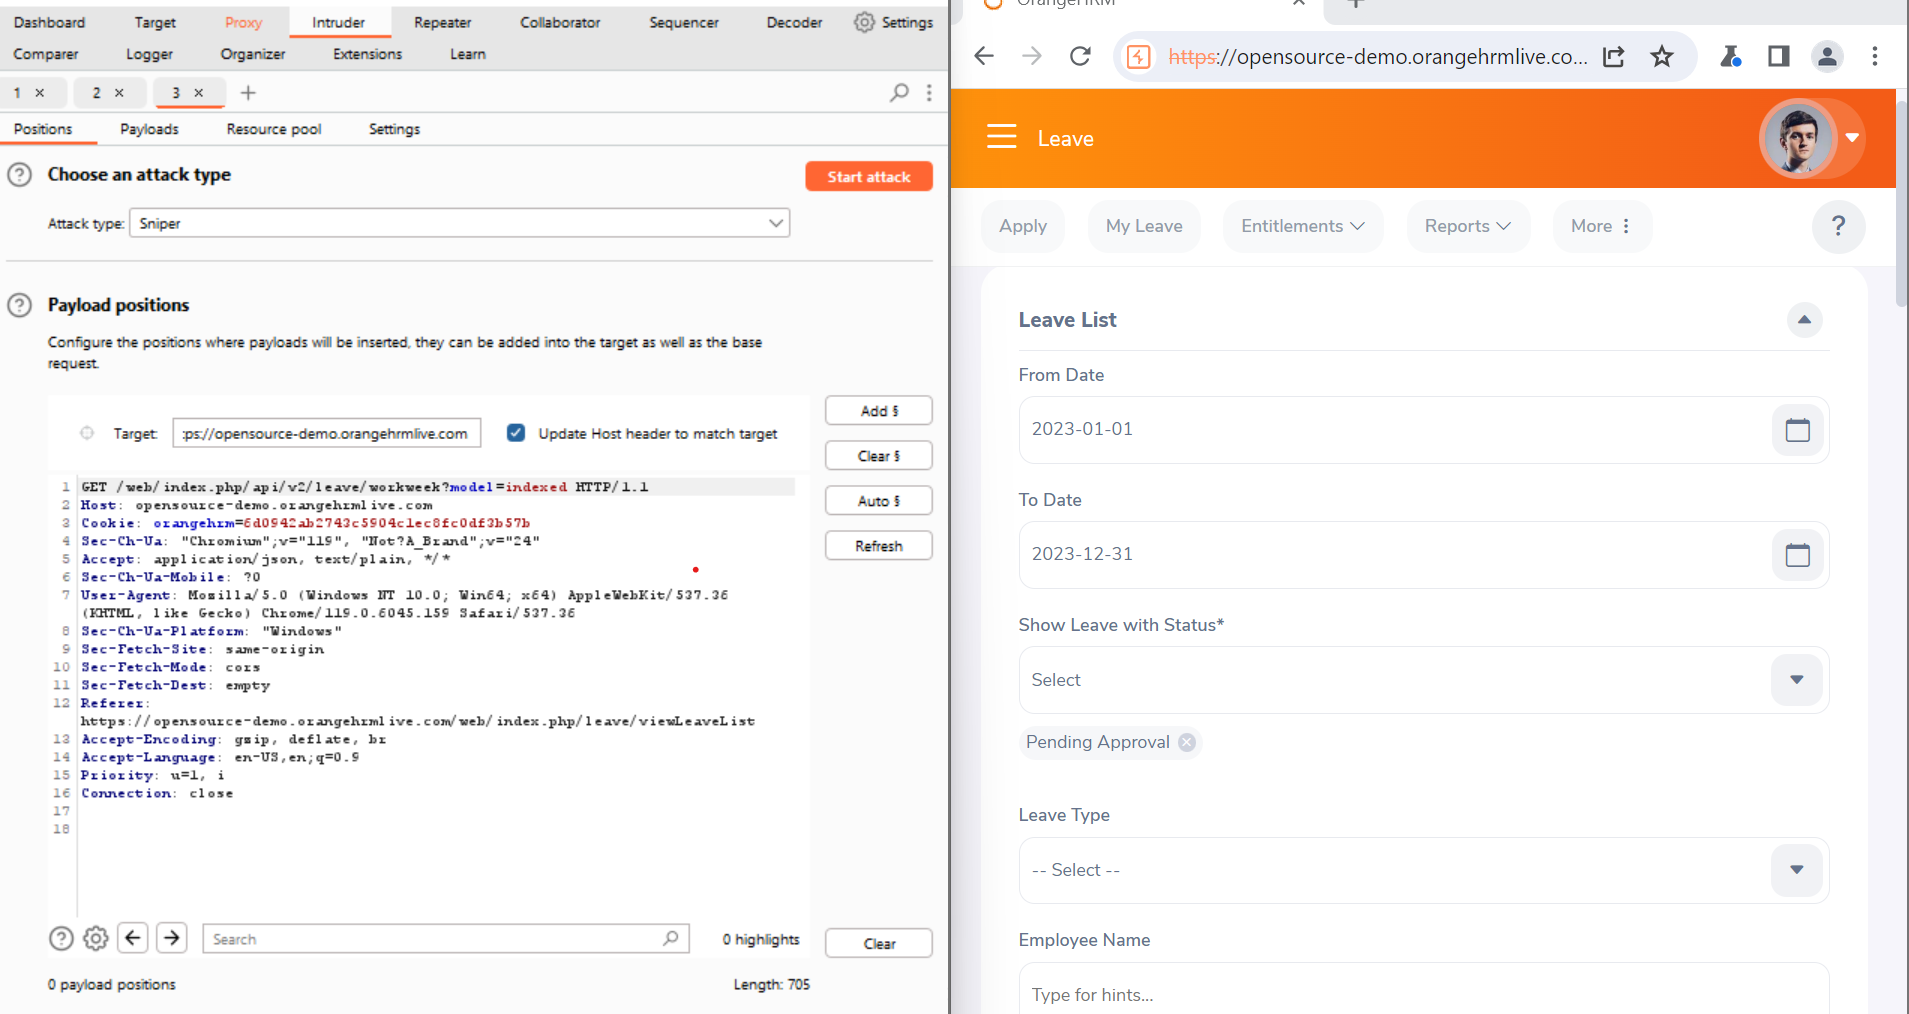 Dashboard Target Proxy Intruder Repeater Collaborator Sequencer Decoder Settings
Comparer Logger Organizer Extensions Learn
1 × 2 × 3 × +
Positions Payloads Resource pool Settings
? Choose an attack type Start attack
Attack type: Sniper
? Payload positions
Configure the positions where payloads will be inserted, they can be added into the target as well as the base
request.
Add §
Target: :ps://opensource-demo.orangehrmlive.com Update Host header to match target
Clear §
Auto §
Refresh
1 GET /web/index.php/api/v2/leave/workweek?model=indexed HTTP/1.1
2 Host: opensource-demo.orangehrmlive.com
3 Cookie: orangehrm=6d0942ab2743c5904c1ec8fc0df3b57b
4 Sec-Ch-Ua: "Chromium";v="119", "Not?A_Brand";v="24"
5 Accept: application/json, text/plain, */*
6 Sec-Ch-Ua-Mobile: ?0
7 User-Agent: Mozilla/5.0 (Windows NT 10.0; Win64; x64) AppleWebKit/537.36
(KHTML, like Gecko) Chrome/119.0.6045.159 Safari/537.36
8 Sec-Ch-Ua-Platform: "Windows"
9 Sec-Fetch-Site: same-origin
10 Sec-Fetch-Mode: cors
11 Sec-Fetch-Dest: empty
12 Referer:
https://opensource-demo.orangehrmlive.com/web/index.php/leave/viewLeaveList
13 Accept-Encoding: gzip, deflate, br
14 Accept-Language: en-US,en;q=0.9
15 Priority: u=1, i
16 Connection: close
17
18
? Search 0 highlights Clear
0 payload positions Length: 705
OrangeHRM
https://opensource-demo.orangehrmlive.co...
Leave
Apply My Leave Entitlements Reports More ?
Leave List
From Date
2023-01-01
To Date
2023-12-31
Show Leave with Status*
Select
Pending Approval
Leave Type
-- Select --
Employee Name
Type for hints...